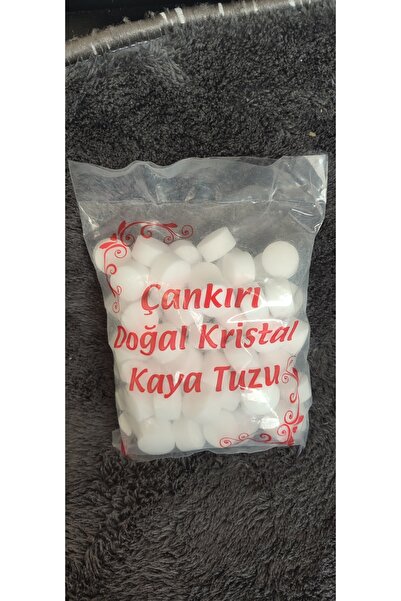 Çankırı
Doğal Kristal
Kaya Tuzu